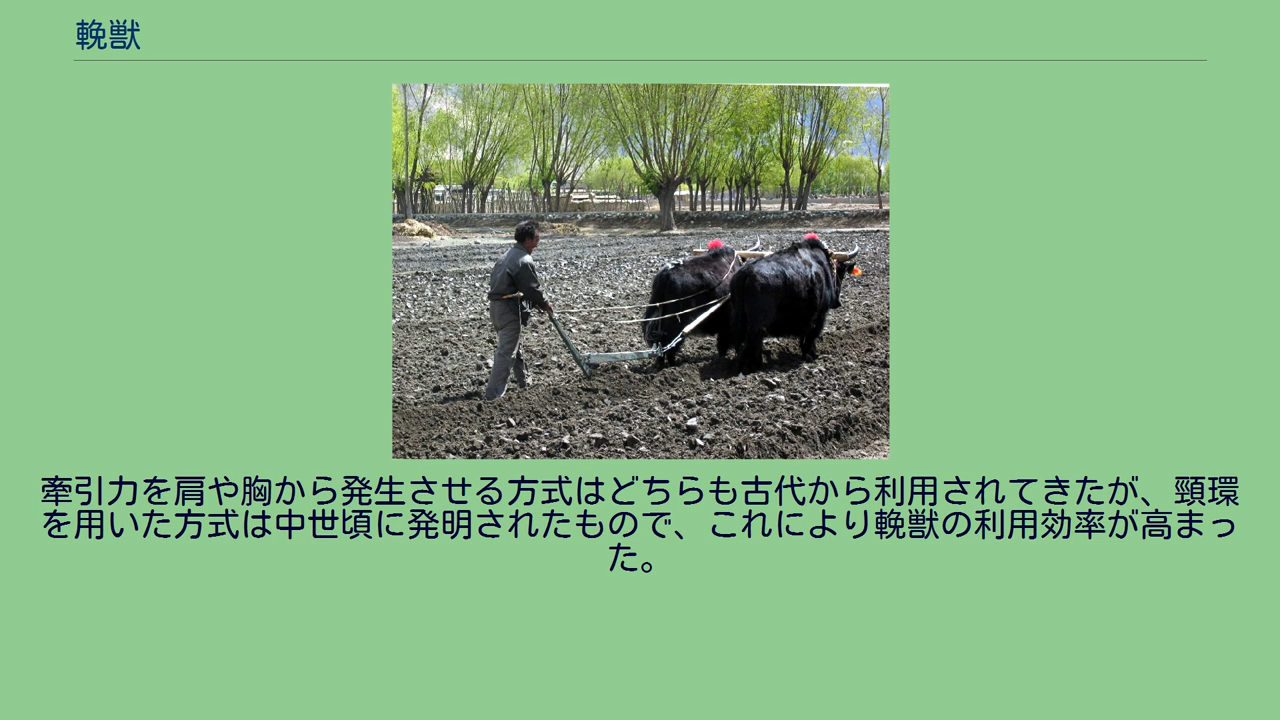 輓獣
牽引力を肩や胸から発生させる方式はどちらも古代から利用されてきたが、頸環
を用いた方式は中世頃に発明されたもので、これにより輓獣の利用効率が高まっ
た。